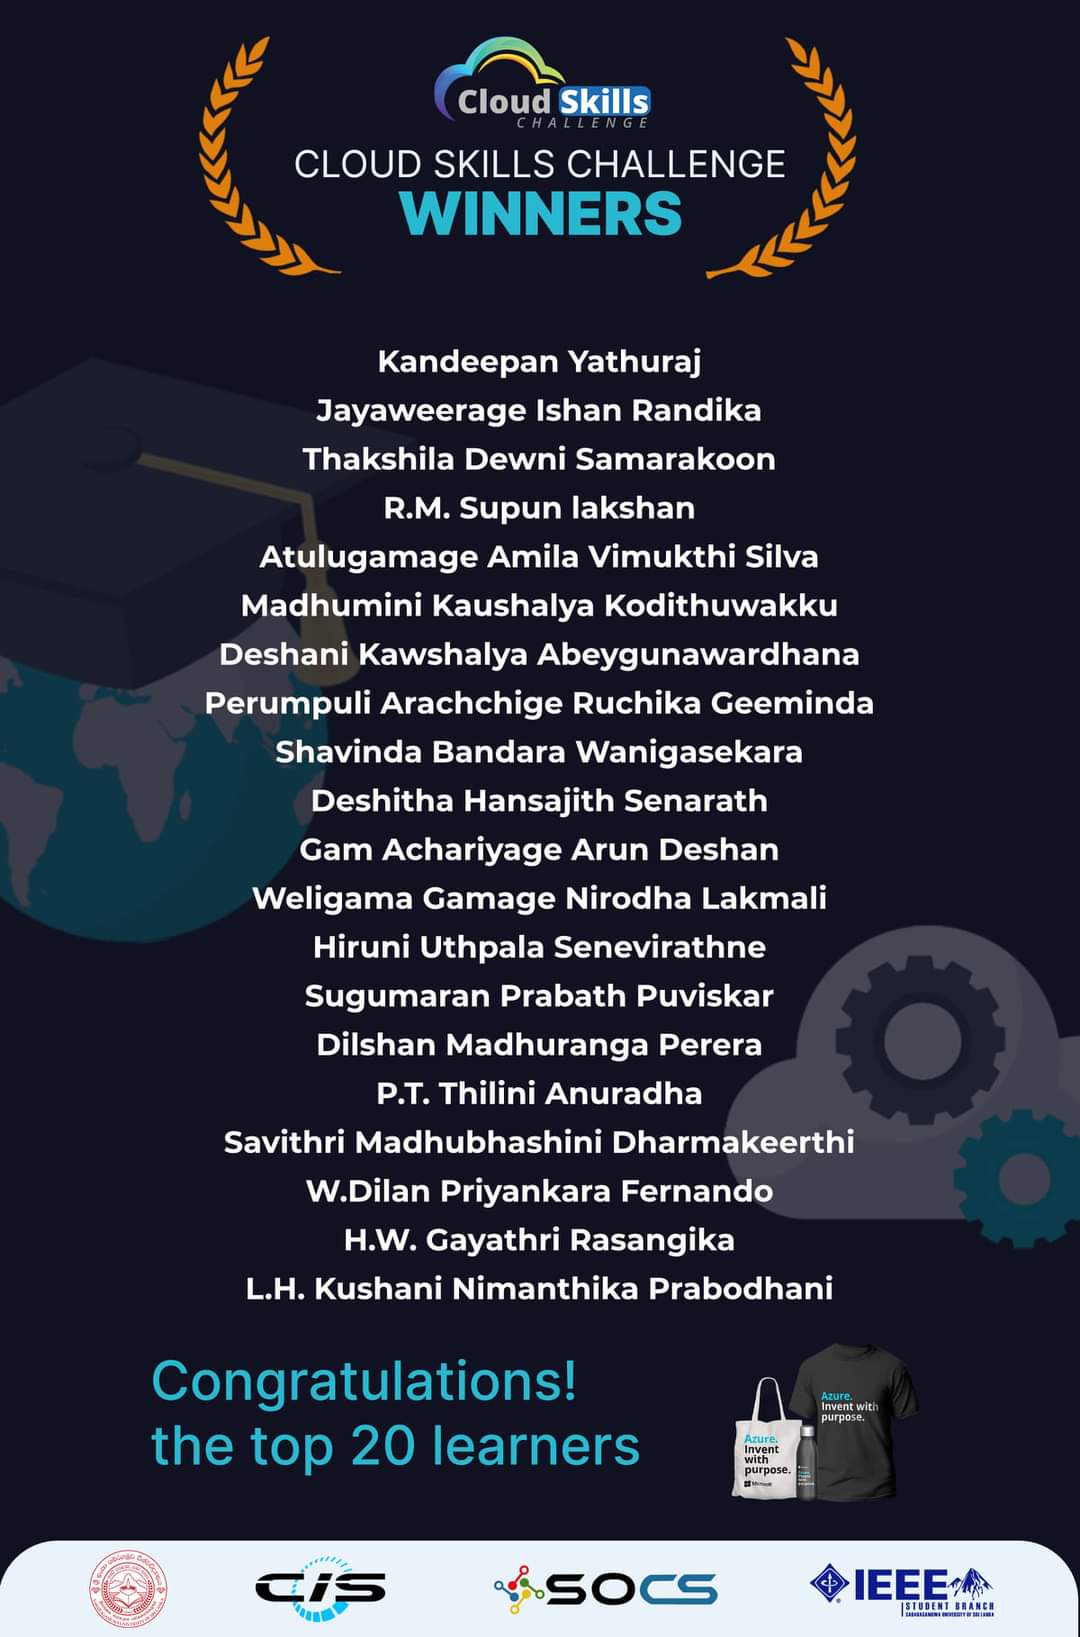 Cloud Skills
CHALLENGE
CLOUD SKILLS CHALLENGE
WINNERS
Kandeepan Yathuraj
Jayaweerage Ishan Randika
Thakshila Dewni Samarakoon
R.M. Supun lakshan
Atulugamage Amila Vimukthi Silva
Madhumini Kaushalya Kodithuwakku
Deshani Kawshalya Abeygunawardhana
Perumpuli Arachchige Ruchika Geeminda
Shavinda Bandara Wanigasekara
Deshitha Hansajith Senarath
Gam Achariyage Arun Deshan
Weligama Gamage Nirodha Lakmali
Hiruni Uthpala Senevirathne
Sugumaran Prabath Puviskar
Dilshan Madhuranga Perera
P.T. Thilini Anuradha
Savithri Madhubhashini Dharmakeerthi
W.Dilan Priyankara Fernando
H.W. Gayathri Rasangika
L.H. Kushani Nimanthika Prabodhani
Congratulations!
the top 20 learners
Azure.
Invent with
purpose.
Azure.
Invent
with
purpose.
Microsoft
CIS
SOCS
IEEE
STUDENT BRANCH
SABARAGAMUWA UNIVERSITY OF SRI LANKA